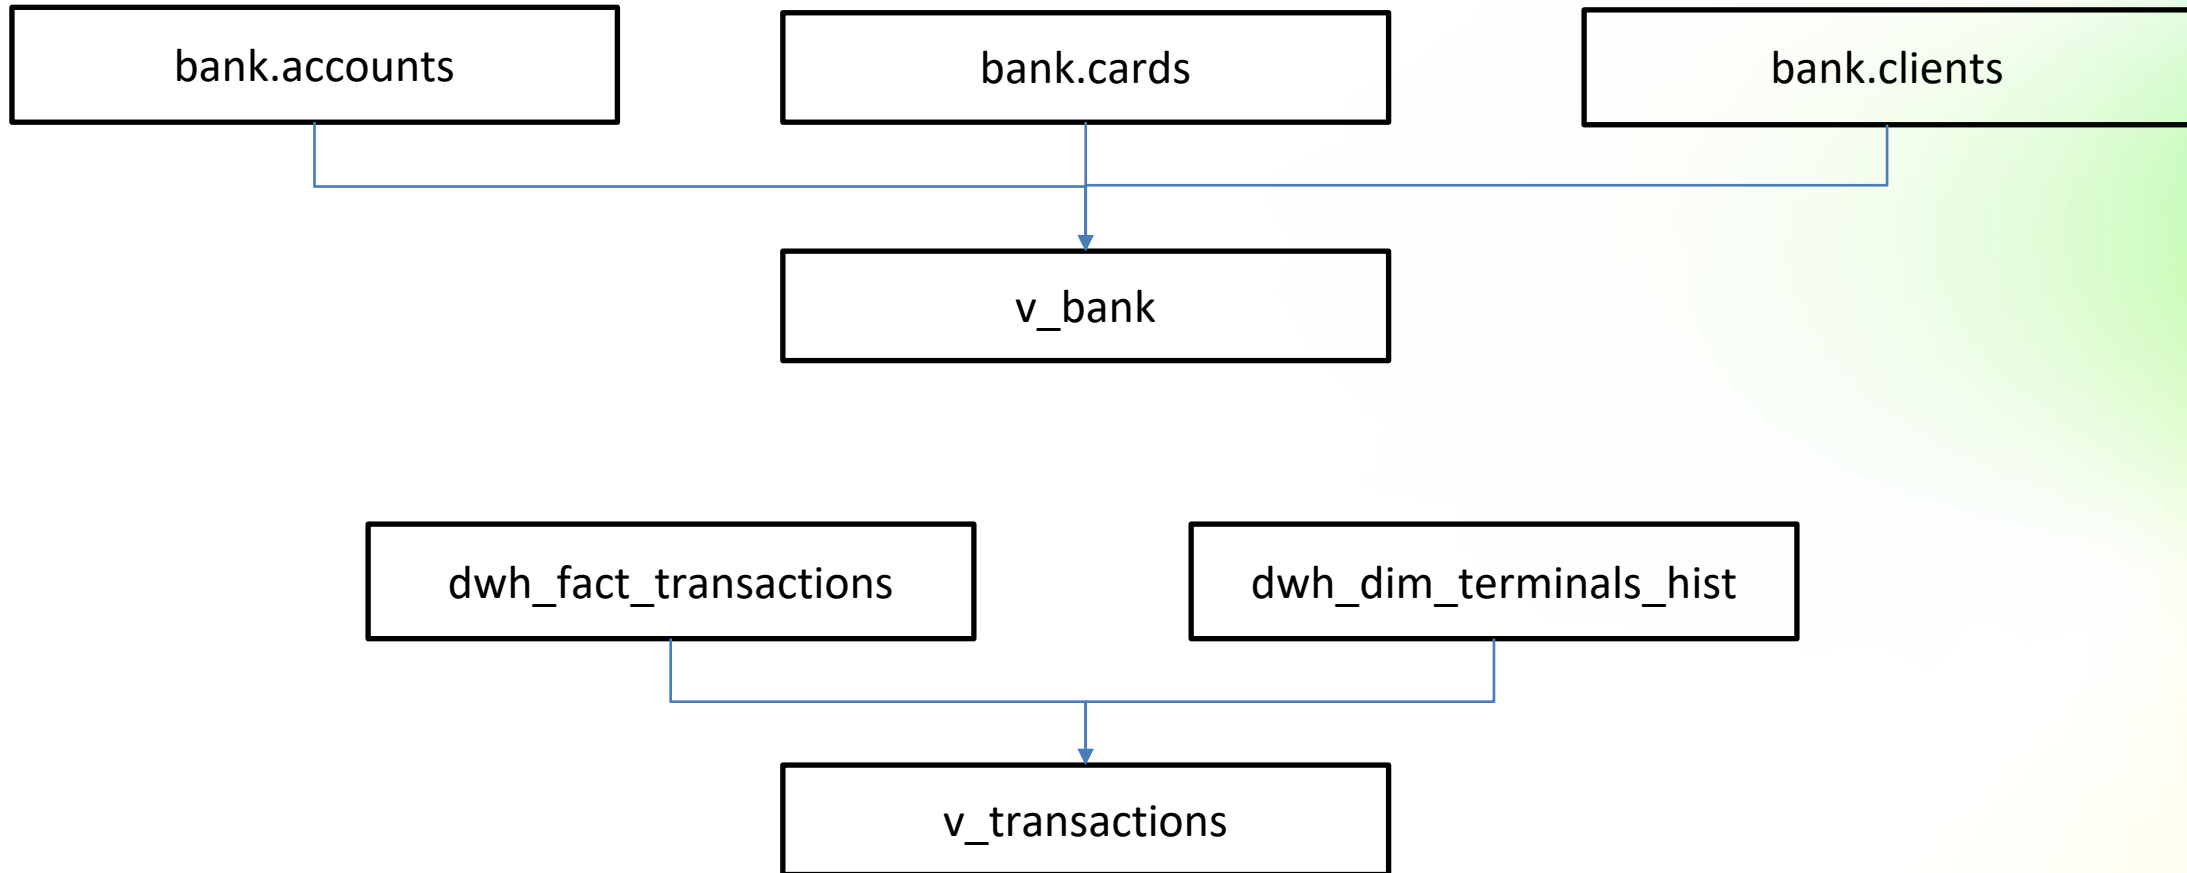 bank.accounts
bank.cards
bank.clients
v_bank
dwh_fact_transactions
dwh_dim_terminals_hist
v_transactions